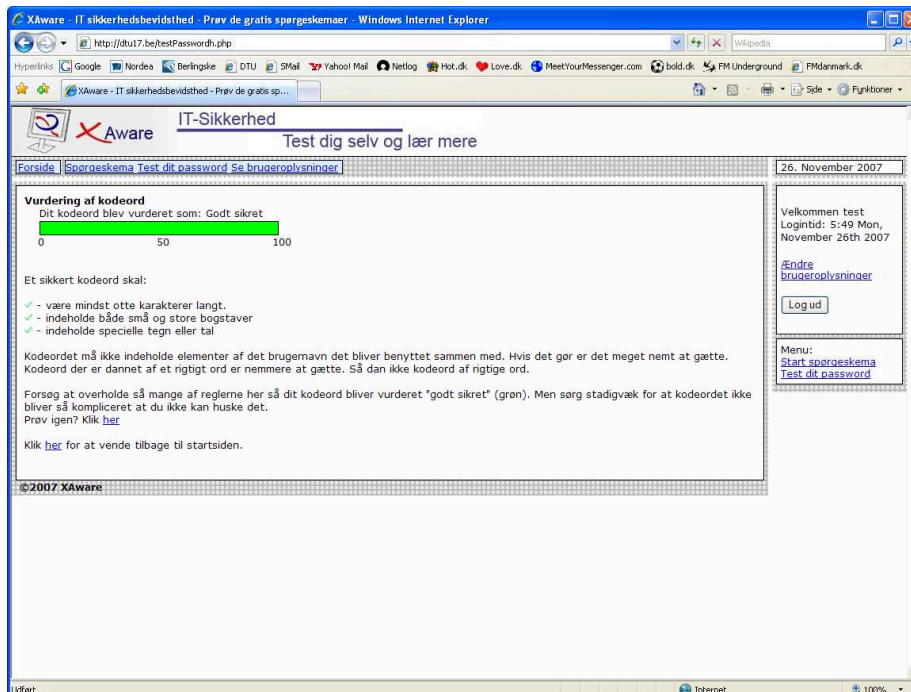 XAware - IT sikkerhedsbevidsthed - Prøv de gratis spørgeskemaer - Windows Internet Explorer
http://dtu17.be/testPasswordh.php
Wikipedia
Hyperlinks Google Nordea Berlingske DTU SMail Yahoo! Mail Netlog Hot.dk Love.dk MeetYourMessenger.com bold.dk FM Underground FMdanmark.dk
XAware - IT sikkerhedsbevidsthed - Prøv de gratis sp...
Side Funktioner
XAware
IT-Sikkerhed
Test dig selv og lær mere
Forside Spørgeskema Test dit password Se brugeroplysninger
26. November 2007
Vurdering af kodeord
Dit kodeord blev vurderet som: Godt sikret
0 50 100
Et sikkert kodeord skal:
- være mindst otte karakterer langt.
- indeholde både små og store bogstaver
- indeholde specielle tegn eller tal
Kodeordet må ikke indeholde elementer af det brugernavn det bliver benyttet sammen med. Hvis det gør er det meget nemt at gætte.
Kodeord der er dannet af et rigtigt ord er nemmere at gætte. Så dan ikke kodeord af rigtige ord.
Forsøg at overholde så mange af reglerne her så dit kodeord bliver vurderet "godt sikret" (grøn). Men sørg stadigvæk for at kodeordet ikke
bliver så kompliceret at du ikke kan huske det.
Prøv igen? Klik her
Klik her for at vende tilbage til startsiden.
©2007 XAware
Velkommen test
Logintid: 5:49 Mon,
November 26th 2007
Ændre
brugeroplysninger
Log ud
Menu:
Start spørgeskema
Test dit password
Udført
Internet
100%